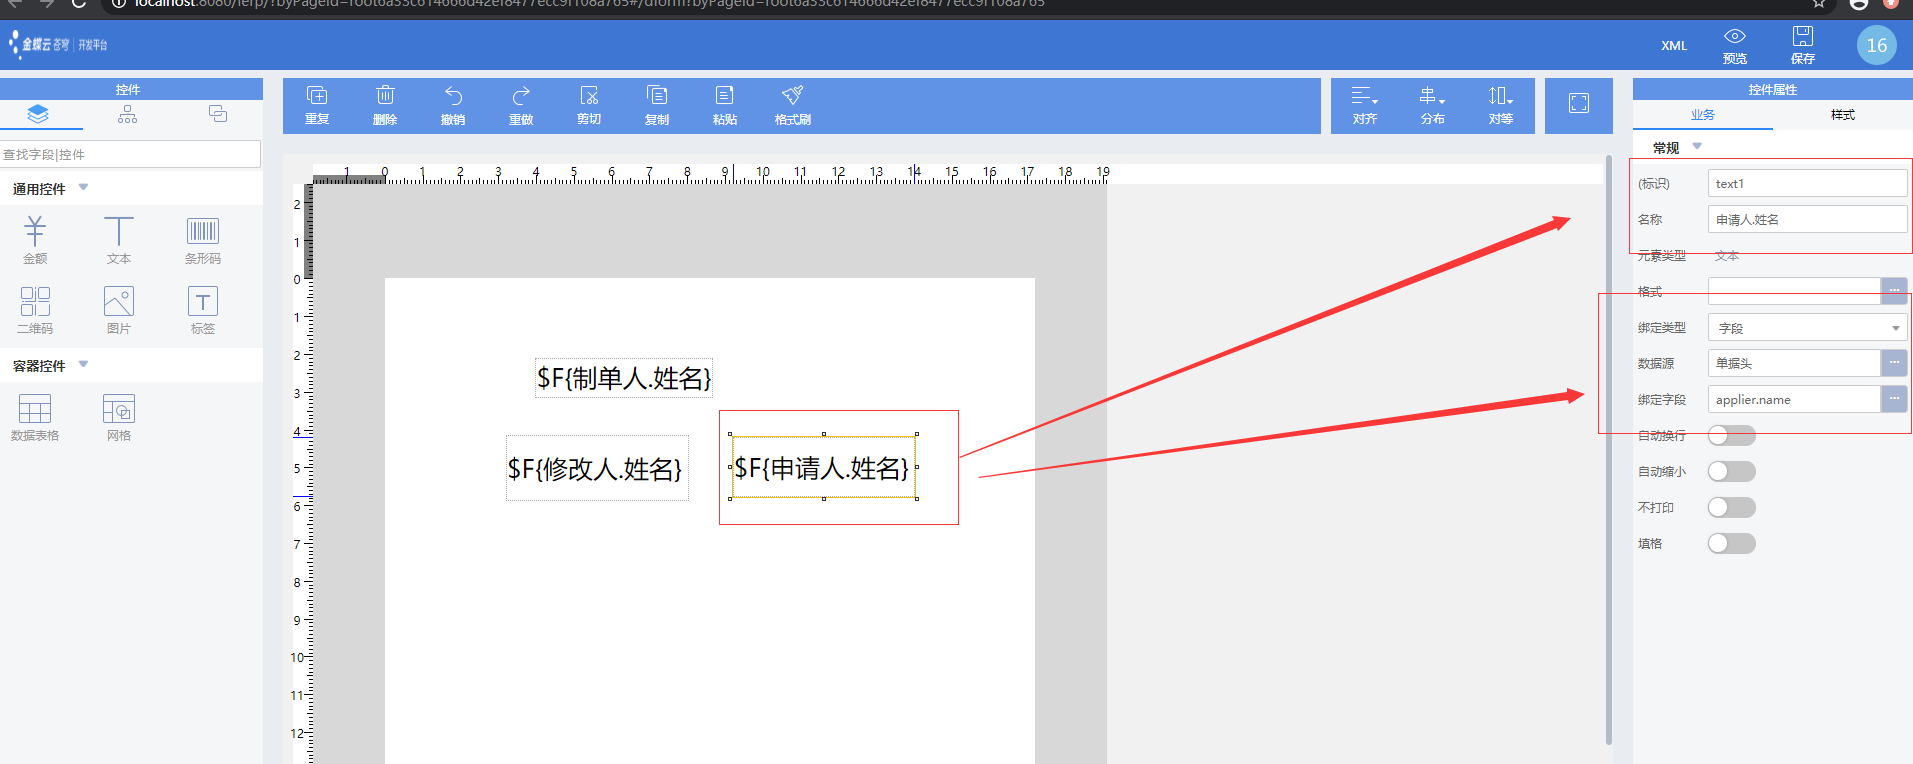 localhost:8080/ierp/?byPageId=root6a33c614666d42ef8477ecc9f108a765#/dform?byPageId=root6a33c614666d42ef8477ecc9f108a765
金蝶云 苍穹 | 开发平台
XML
预览
保存
16
控件
查找字段|控件
通用控件
金额
文本
条形码
二维码
图片
标签
容器控件
数据表格
网格
重复
删除
撤销
重做
剪切
复制
粘贴
格式刷
对齐
分布
对等
1 0 1 2 3 4 5 6 7 8 9 10 11 12 13 14 15 16 17 18 19
2
1
0
1
2
3
4
5
6
7
8
9
10
11
12
$F{制单人.姓名}
$F{修改人.姓名}
$F{申请人.姓名}
控件属性
业务
样式
常规
(标识) text1
名称 申请人.姓名
元素类型 文本
格式 ...
绑定类型 字段
数据源 单据头 ...
绑定字段 applier.name ...
自动换行
自动缩小
不打印
填格